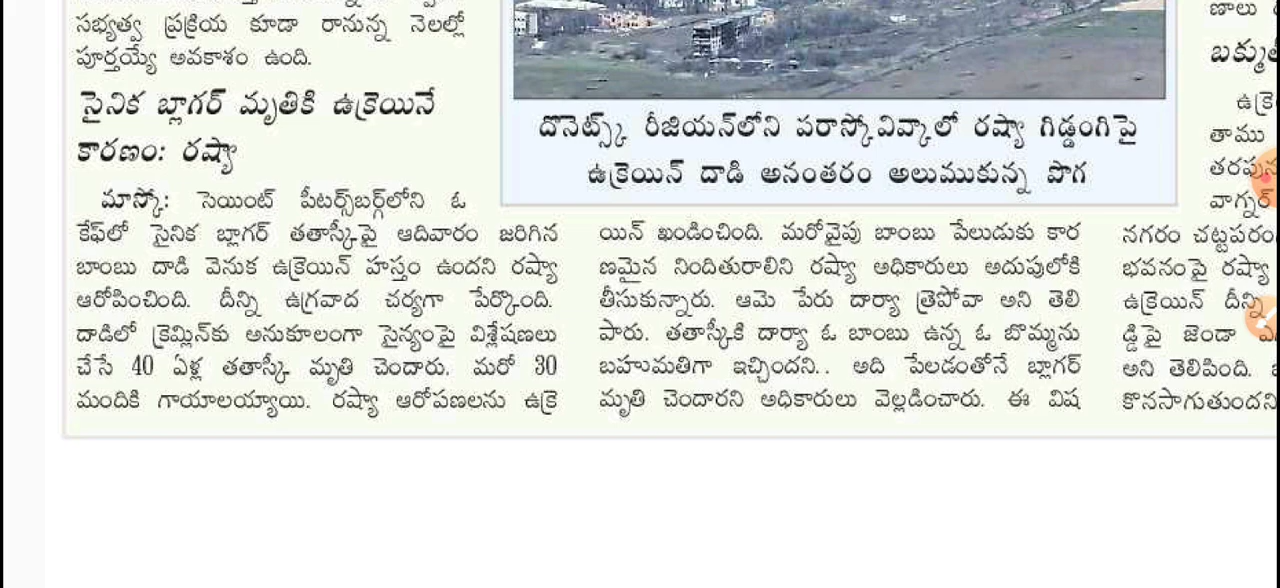 సభ్యత్వ ప్రక్రియ కూడా రానున్న నెలల్లో
పూర్తయ్యే అవకాశం ఉంది.
సైనిక బ్లాగర్ మృతికి ఉక్రెయినే
కారణం: రష్యా
మాస్కో: సెయింట్ పీటర్స్‌బర్గ్‌లోని ఓ
కేఫ్‌లో సైనిక బ్లాగర్ తతార్స్కీపై ఆదివారం జరిగిన
బాంబు దాడి వెనుక ఉక్రెయిన్ హస్తం ఉందని రష్యా
ఆరోపించింది. దీన్ని ఉగ్రవాద చర్యగా పేర్కొంది.
దాడిలో క్రెమ్లిన్‌కు అనుకూలంగా సైన్యంపై విశ్లేషణలు
చేసే 40 ఏళ్ల తతాస్కీ మృతి చెందారు. మరో 30
మందికి గాయాలయ్యాయి. రష్యా ఆరోపణలను ఉక్రె
దొనెట్స్క్ రీజియన్‌లోని పరాస్కోవివ్కాలో రష్యా గిడ్డంగిపై
ఉక్రెయిన్ దాడి అనంతరం అలుముకున్న పొగ
యిన్ ఖండించింది. మరోవైపు బాంబు పేలుడుకు కార
ణమైన నిందితురాలిని రష్యా అధికారులు అదుపులోకి
తీసుకున్నారు. ఆమె పేరు దార్యా త్రెపోవా అని తెలి
పారు. తతాస్కీకి దార్యా ఓ బాంబు ఉన్న ఓ బొమ్మను
బహుమతిగా ఇచ్చిందని.. అది పేలడంతోనే బ్లాగర్
మృతి చెందారని అధికారులు వెల్లడించారు. ఈ విష
ణాలు
ఉక్రె
తాము
వాగ్నర్
నగరం చట్టపరం
భవనంపై రష్యా
ఉక్రెయిన్ దీన్ని
డ్డిపై జెండా
అని తెలిపింది.
కొనసాగుతుందని